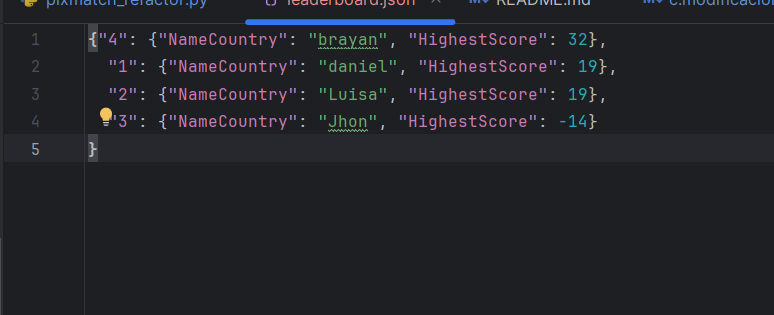 pixmatch_refactor.py leaderboard.json README.md
1 {"4": {"NameCountry": "brayan", "HighestScore": 32},
2 "1": {"NameCountry": "daniel", "HighestScore": 19},
3 "2": {"NameCountry": "Luisa", "HighestScore": 19},
4 "3": {"NameCountry": "Jhon", "HighestScore": -14}
5 }